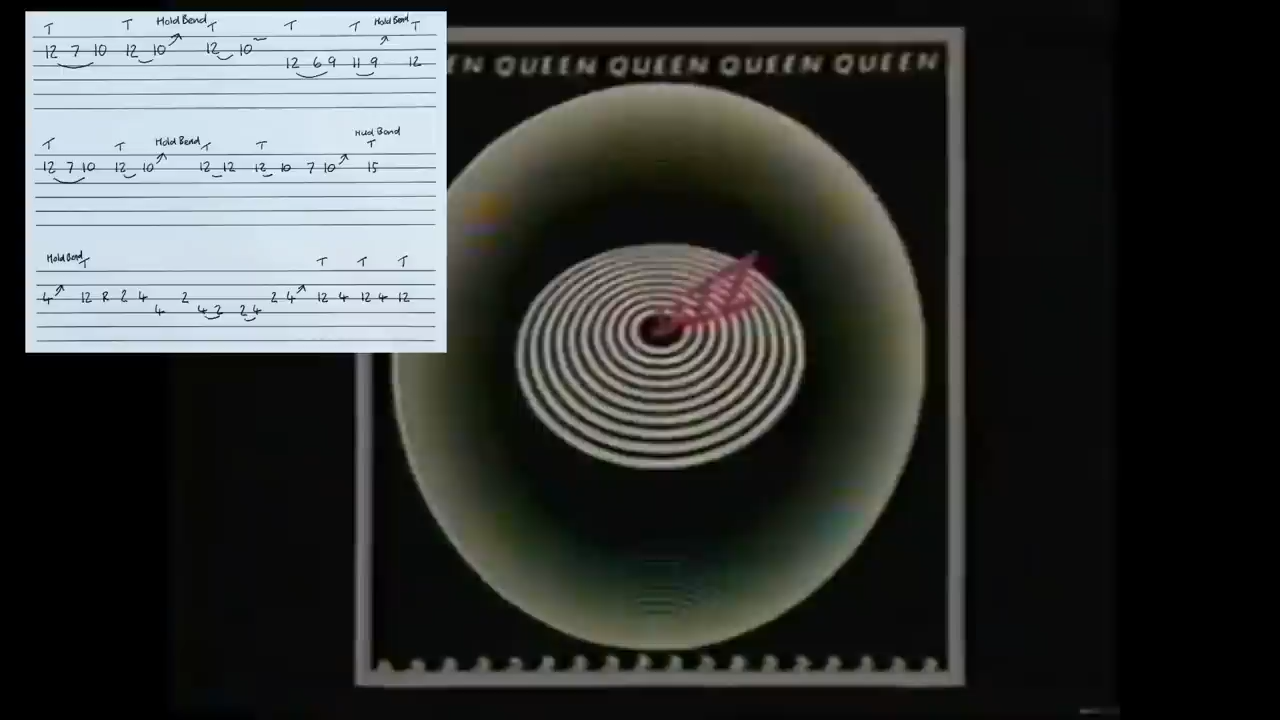 T T Hold Bend T T T Hold Bend T
12 7 10 12 10 12 10
12 6 9 11 9 12
EN QUEEN QUEEN QUEEN QUEEN
T T Hold Bend T T Hold Bend T
12 7 10 12 10 12 12 12 10 7 10 15
Hold Bend T T T T
4 12 R 2 4 2 2 4 12 4 12 4 12
4 4 2 2 4